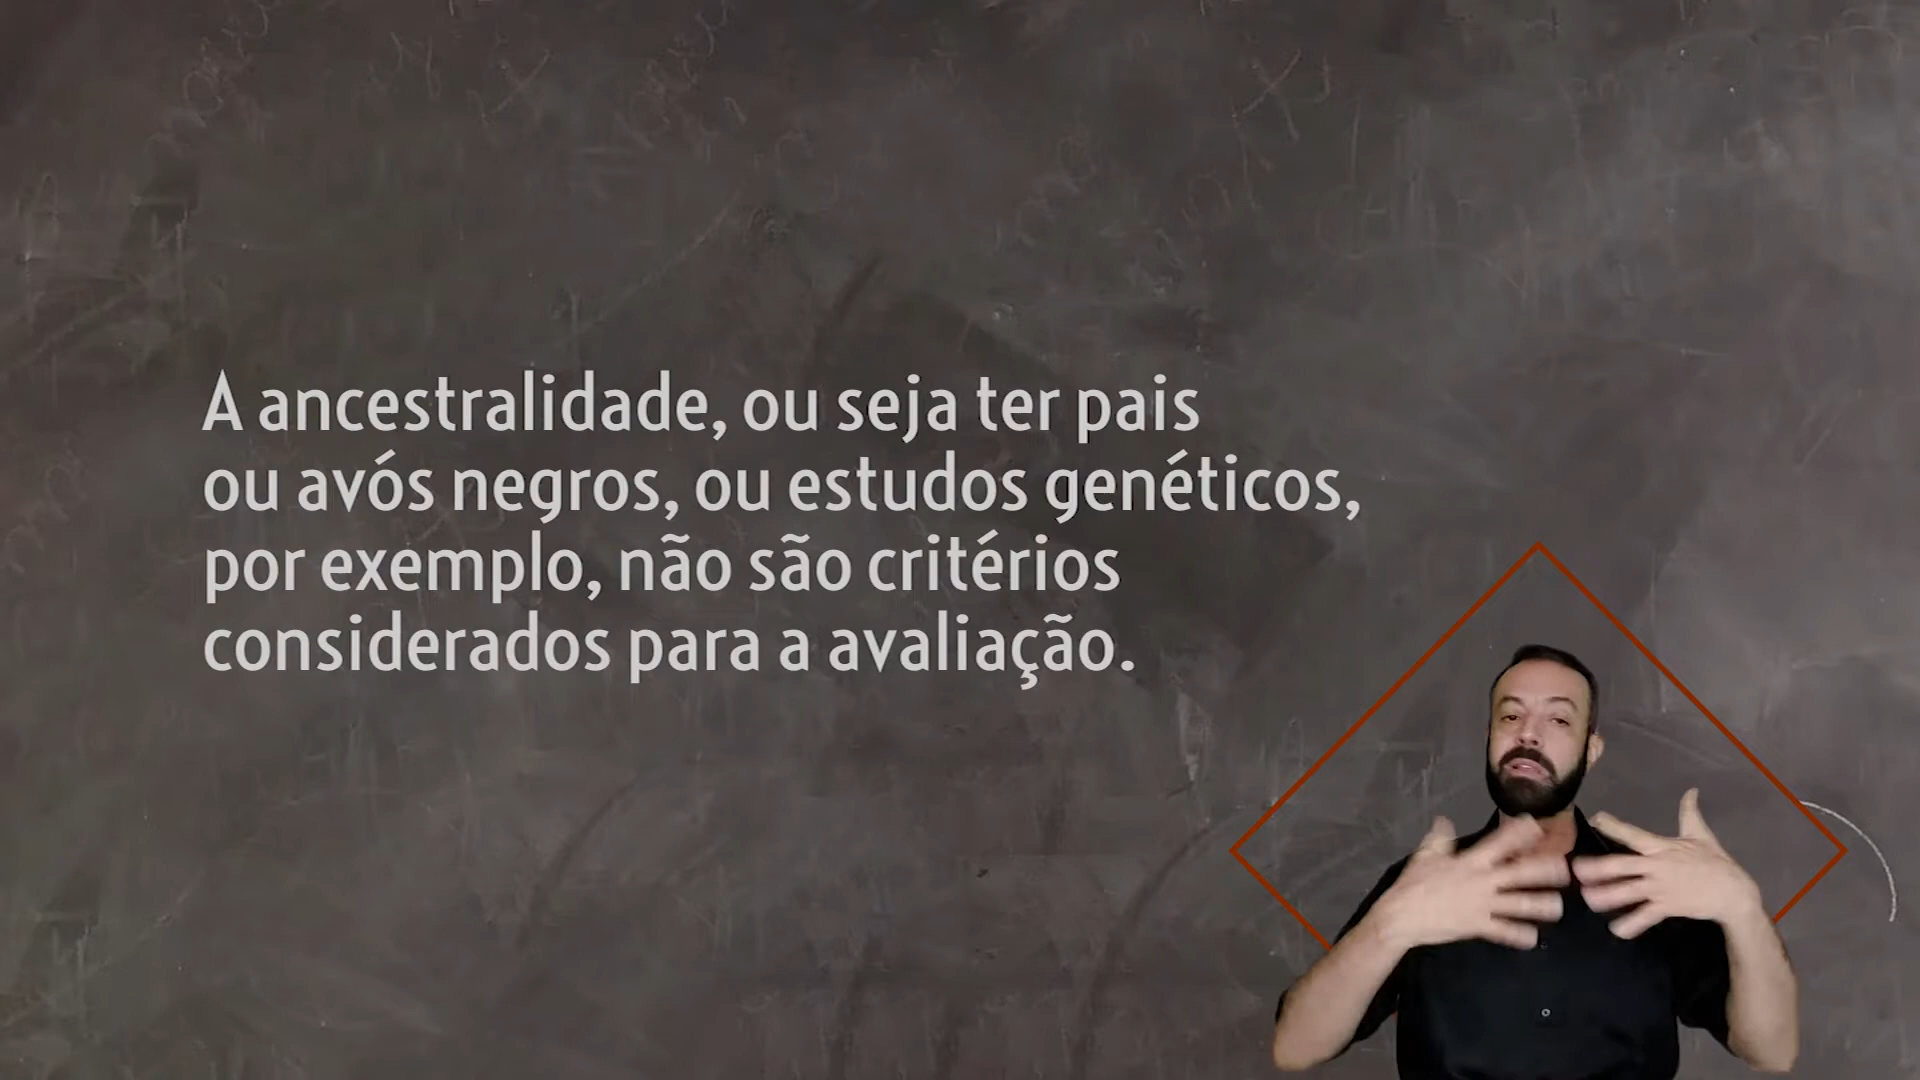 A ancestralidade, ou seja ter pais
ou avós negros, ou estudos genéticos,
por exemplo, não são critérios
considerados para a avaliação.